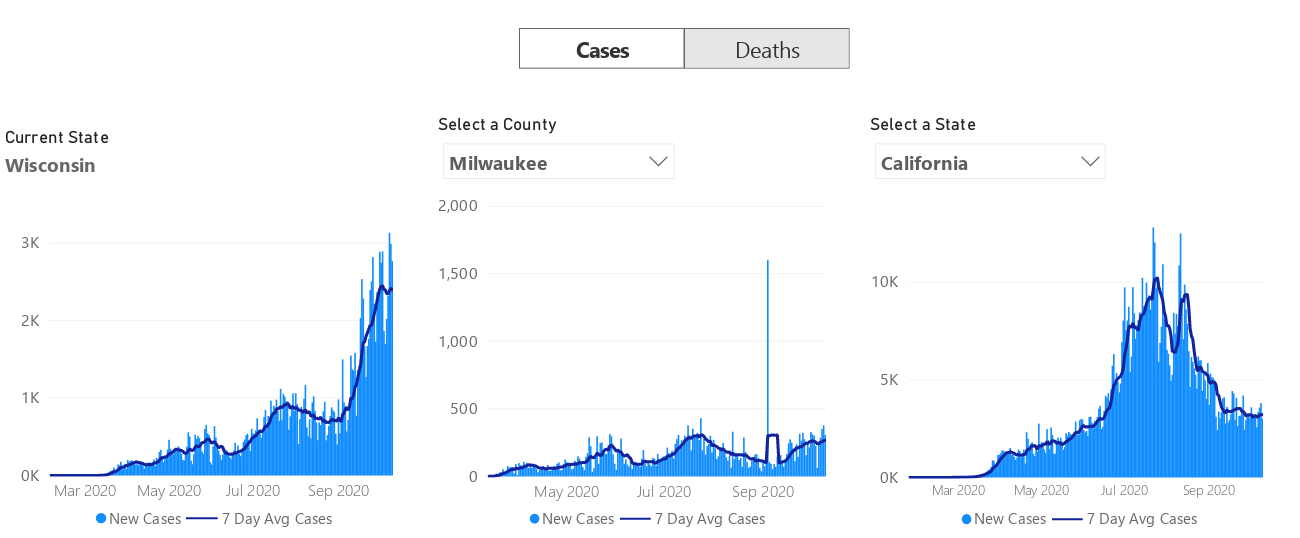 Cases
Deaths
Current State
Wisconsin
3K
2K
1K
0K
Mar 2020
May 2020
Jul 2020
Sep 2020
New Cases
7 Day Avg Cases
Select a County
Milwaukee
2,000
1,500
1,000
500
0
May 2020
Jul 2020
Sep 2020
New Cases
7 Day Avg Cases
Select a State
California
10K
5K
0K
Mar 2020
May 2020
Jul 2020
Sep 2020
New Cases
7 Day Avg Cases